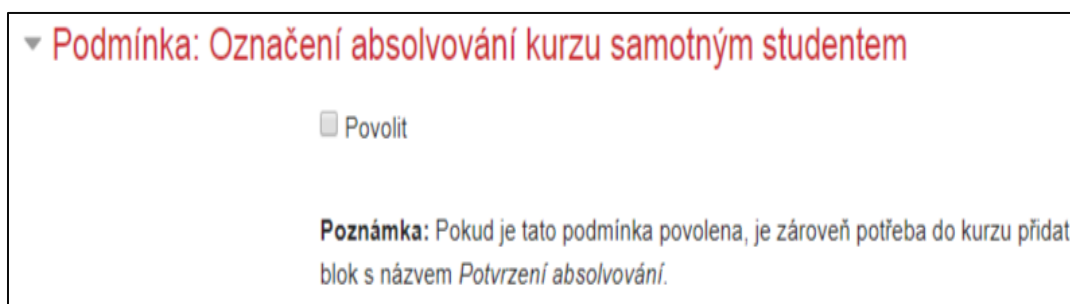 Podmínka: Označení absolvování kurzu samotným studentem
Povolit
Poznámka: Pokud je tato podmínka povolena, je zároveň potřeba do kurzu přidat
blok s názvem Potvrzení absolvování.